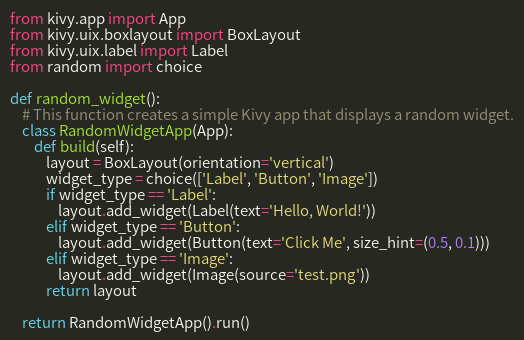 from kivy.app import App
from kivy.uix.boxlayout import BoxLayout
from kivy.uix.label import Label
from random import choice

def random_widget():
    # This function creates a simple Kivy app that displays a random widget.
    class RandomWidgetApp(App):
        def build(self):
            layout = BoxLayout(orientation='vertical')
            widget_type = choice(['Label', 'Button', 'Image'])
            if widget_type == 'Label':
                layout.add_widget(Label(text='Hello, World!'))
            elif widget_type == 'Button':
                layout.add_widget(Button(text='Click Me', size_hint=(0.5, 0.1)))
            elif widget_type == 'Image':
                layout.add_widget(Image(source='test.png'))
            return layout

    return RandomWidgetApp().run()